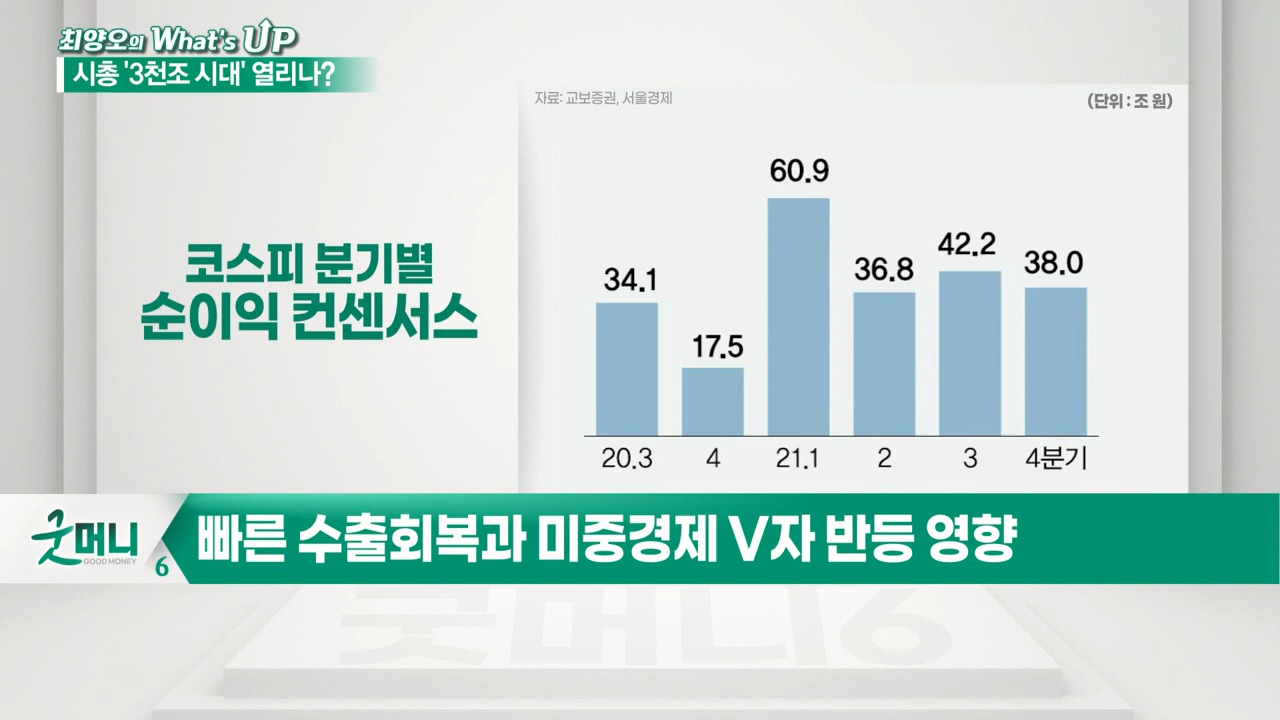 최양오의 What's UP
시총 '3천조 시대' 열리나?
자료: 교보증권, 서울경제
(단위 : 조 원)
코스피 분기별
순이익 컨센서스
34.1
17.5
60.9
36.8
42.2
38.0
20.3
4
21.1
2
3
4분기
굿머니
GOOD MONEY
6
빠른 수출회복과 미중경제 V자 반등 영향
굿머니6